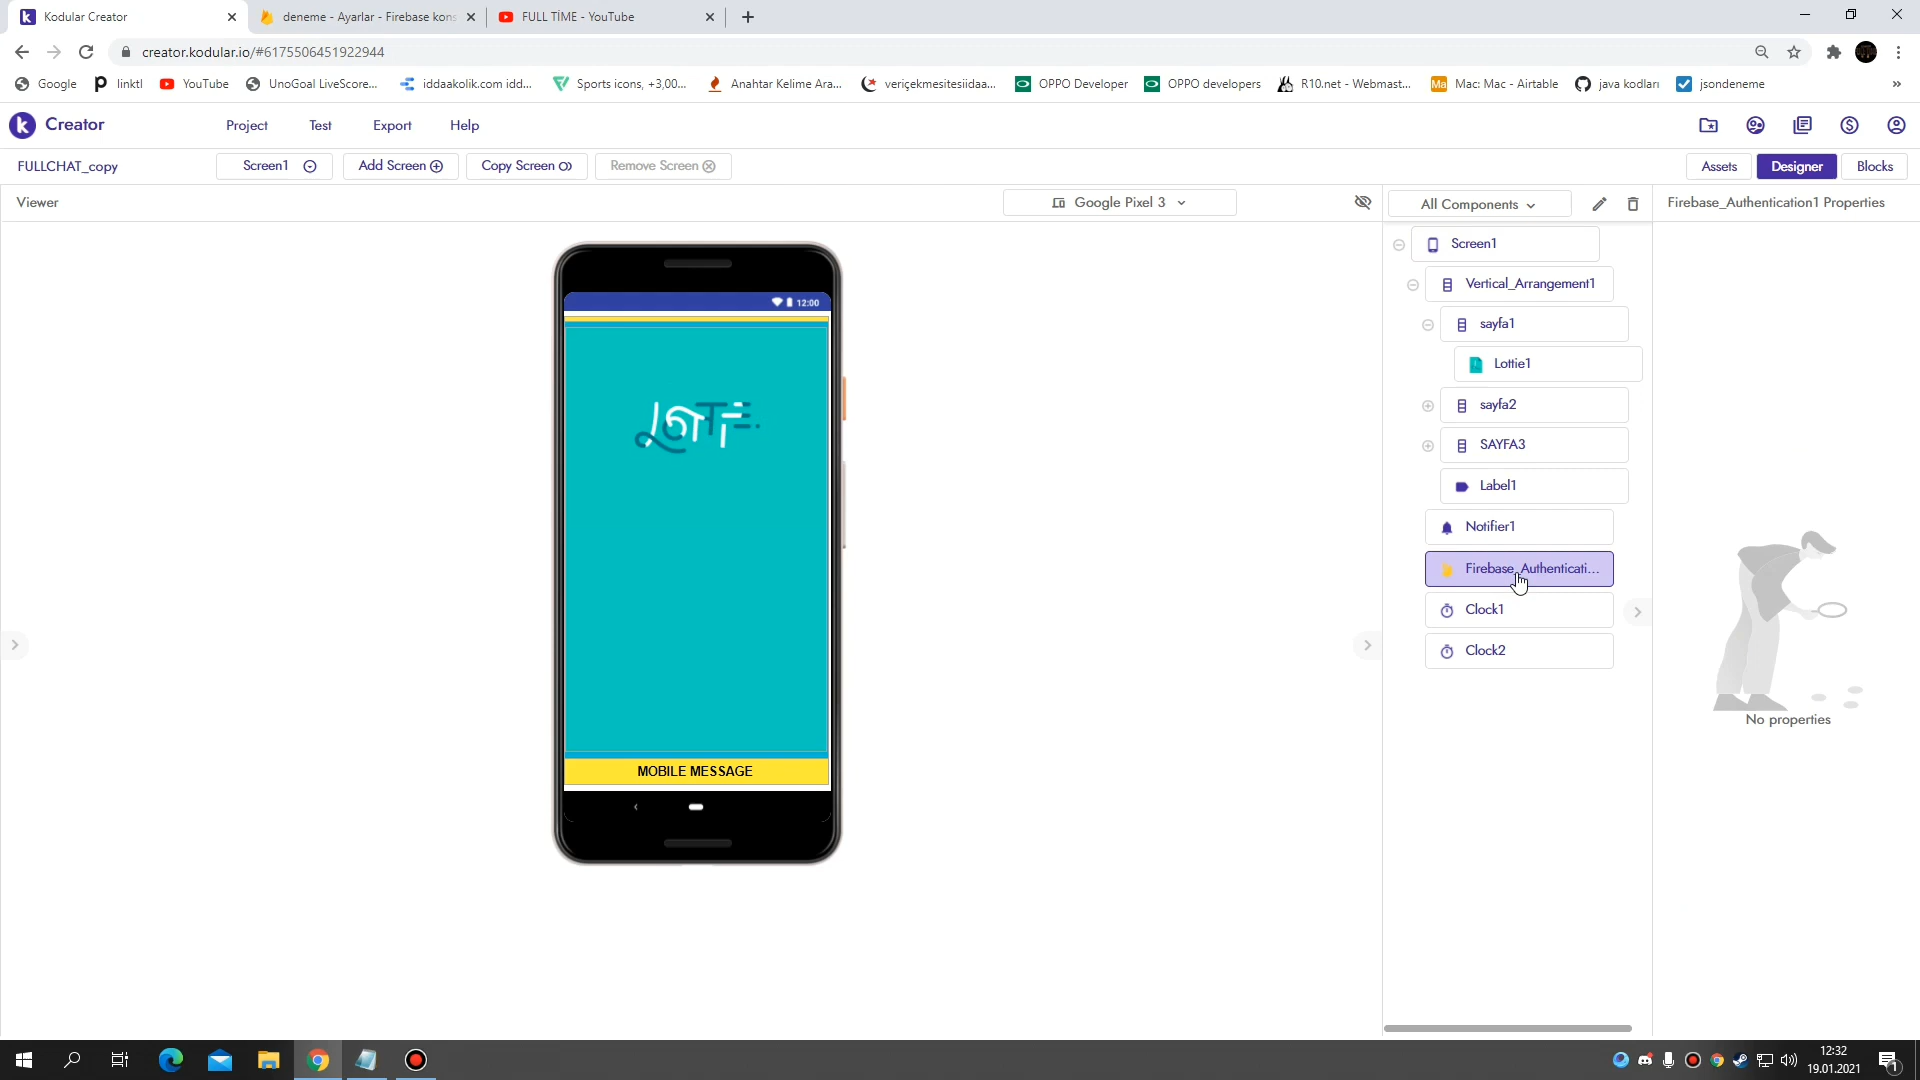 Kodular Creator
deneme - Ayarlar - Firebase kons
FULL TİME - YouTube
creator.kodular.io/#6175506451922944
Google
linktl
YouTube
UnoGoal LiveScore...
iddaakolik.com idd...
Sports icons, +3,00...
Anahtar Kelime Ara...
veriçekmesitesiidaa...
OPPO Developer
OPPO developers
R10.net - Webmast...
Mac: Mac - Airtable
java kodları
jsondeneme
»
Creator
Project
Test
Export
Help
FULLCHAT_copy
Screen1
Add Screen
Copy Screen
Remove Screen
Assets
Designer
Blocks
Viewer
Google Pixel 3
All Components
Firebase_Authentication1 Properties
Screen1
Vertical_Arrangement1
sayfa1
Lottie1
sayfa2
SAYFA3
Label1
Notifier1
Firebase_Authenticati...
Clock1
Clock2
12:00
LOTTIE
MOBILE MESSAGE
No properties
12:32
19.01.2021
1